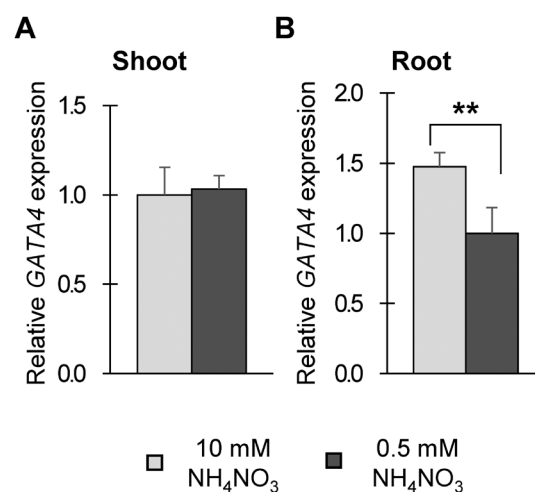 A
Shoot
Relative GATA4 expression
1.5
1.0
0.5
0.0
B
Root
Relative GATA4 expression
2.0
1.5
1.0
0.5
0.0
**
10 mM
NH₄NO₃
0.5 mM
NH₄NO₃